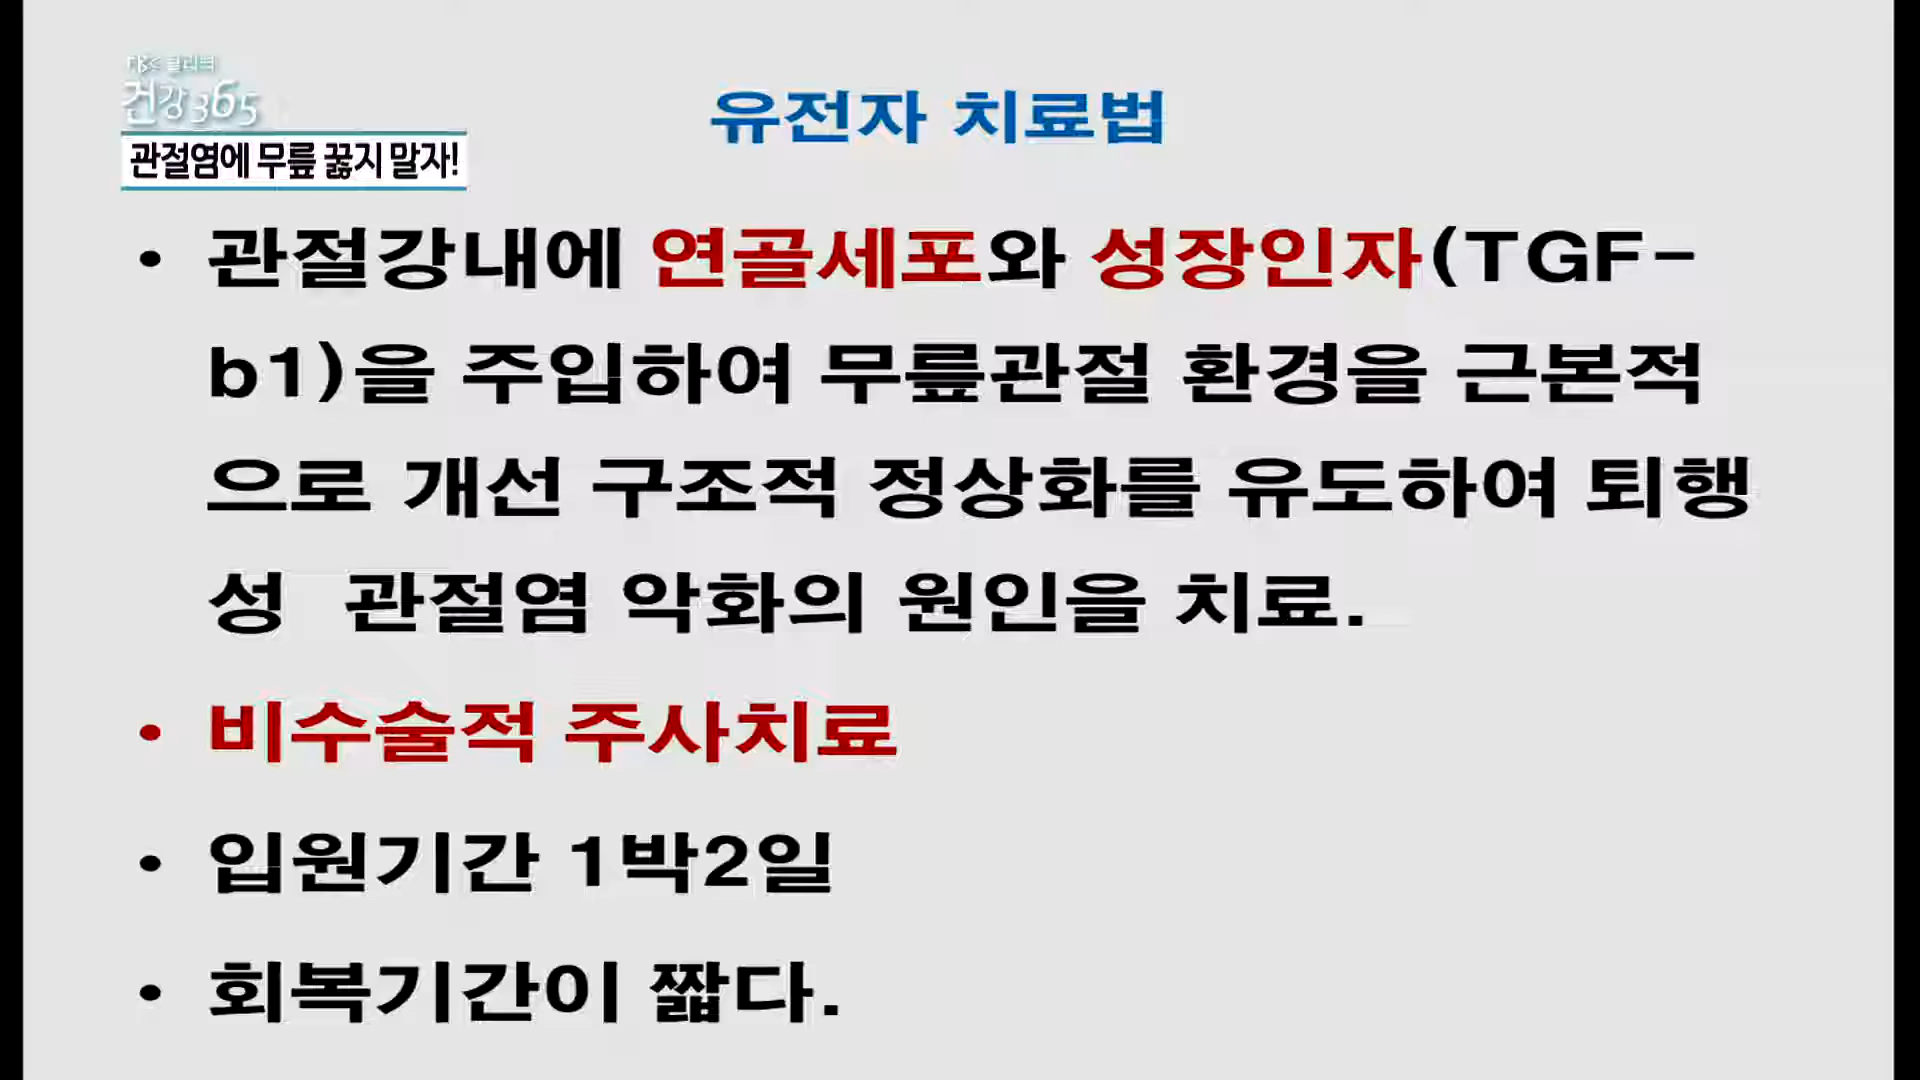 건강365
관절염에 무릎 꿇지 말자!
유전자 치료법
• 관절강내에 연골세포와 성장인자(TGF-
b1)을 주입하여 무릎관절 환경을 근본적
으로 개선 구조적 정상화를 유도하여 퇴행
성 관절염 악화의 원인을 치료.
• 비수술적 주사치료
• 입원기간 1박2일
• 회복기간이 짧다.